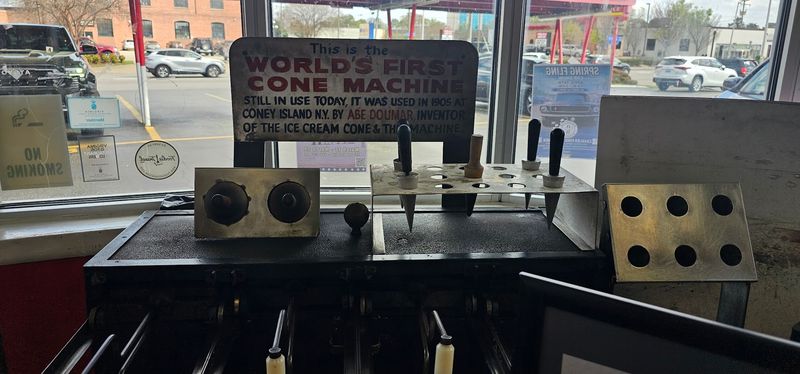 This is the
WORLD'S FIRST
CONE MACHINE
STILL IN USE TODAY, IT WAS USED IN 1905 AT
CONEY ISLAND N.Y. BY ABE DOUMAR INVENTOR
OF THE ICE CREAM CONE & THE MACHINE
NO
SMOKING
SPRING FLING